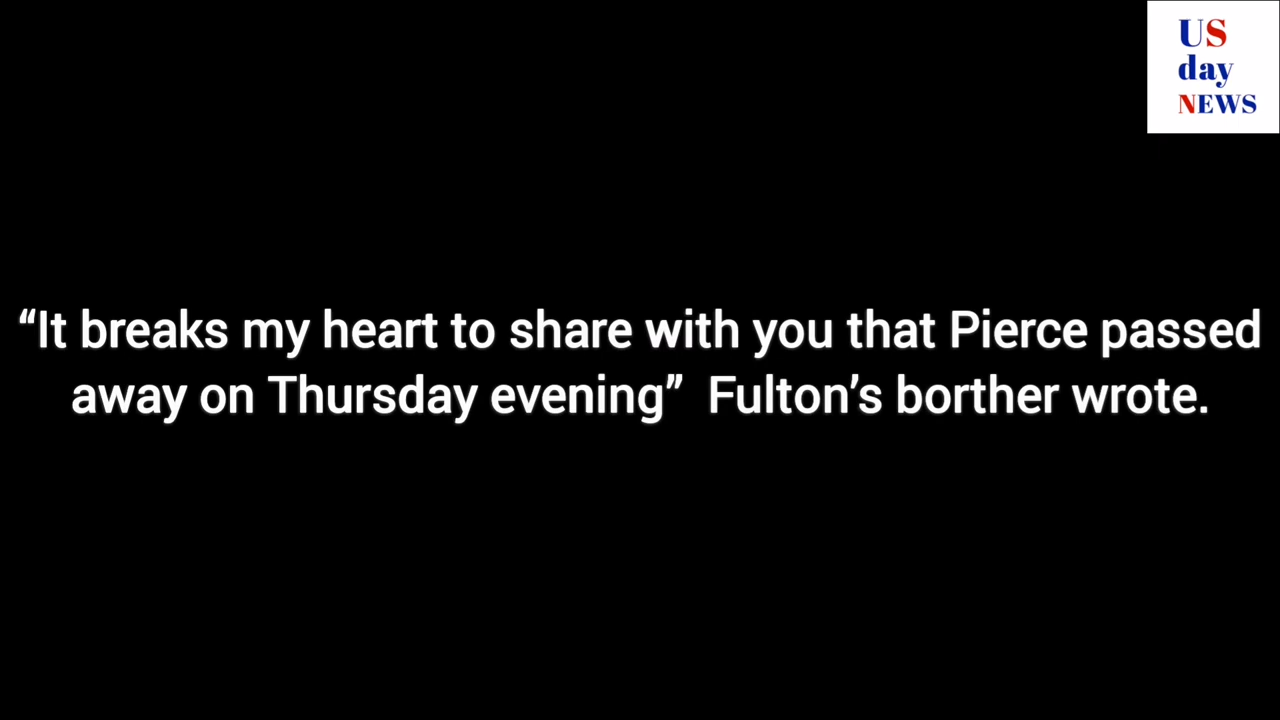 US
day
NEWS
“It breaks my heart to share with you that Pierce passed
away on Thursday evening”  Fulton’s borther wrote.